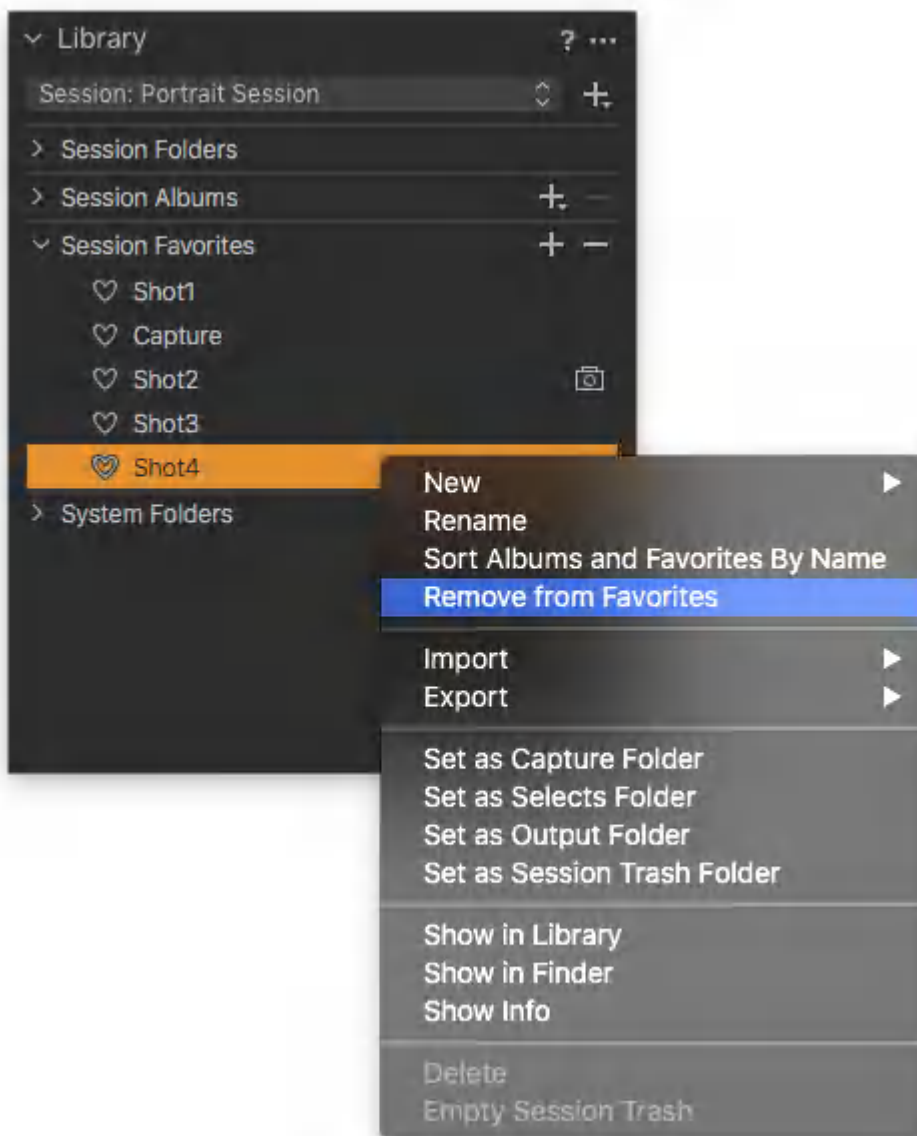 Library ? ...
Session: Portrait Session
Session Folders
Session Albums
Session Favorites
Shot1
Capture
Shot2
Shot3
Shot4
System Folders
New
Rename
Sort Albums and Favorites By Name
Remove from Favorites
Import
Export
Set as Capture Folder
Set as Selects Folder
Set as Output Folder
Set as Session Trash Folder
Show in Library
Show in Finder
Show Info
Delete
Empty Session Trash